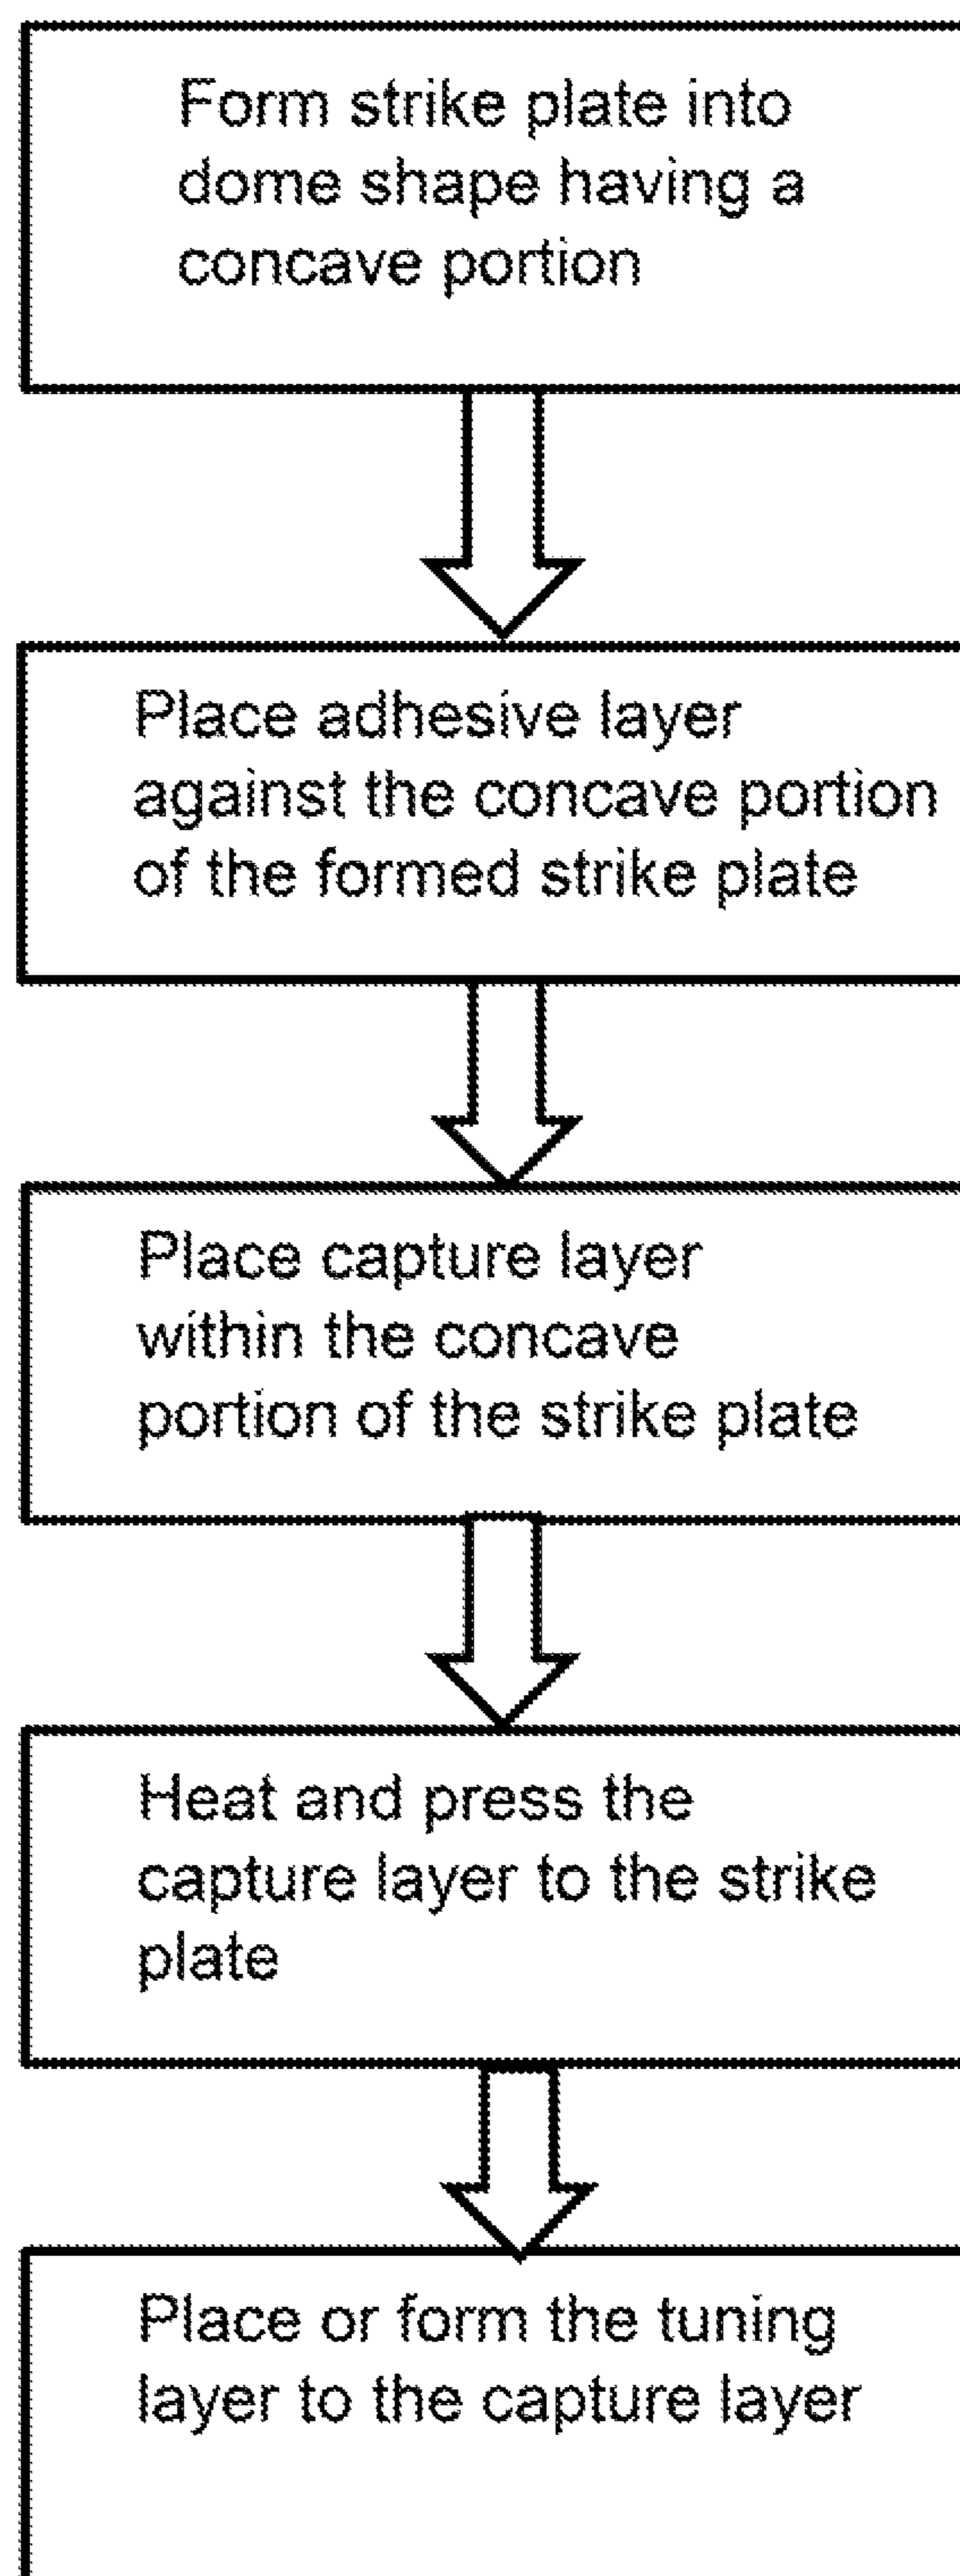 Form strike plate into
dome shape having a
concave portion
Place adhesive layer
against the concave portion
of the formed strike plate
Place capture layer
within the concave
portion of the strike plate
Heat and press the
capture layer to the strike
plate
Place or form the tuning
layer to the capture layer